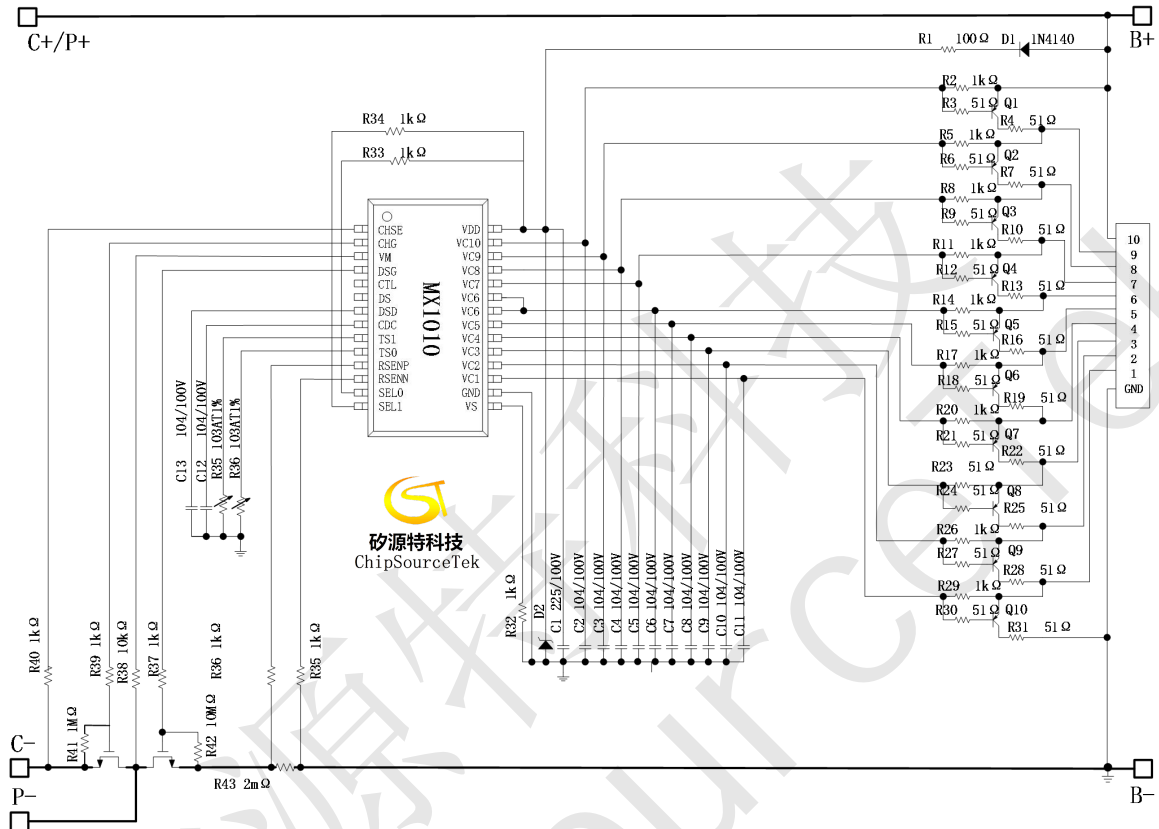 C+/P+
B+
R1 100Ω D1 1N4140
R2 1kΩ
R3 51Ω Q1
R4 51Ω
R5 1kΩ
R6 51Ω Q2
R7 51Ω
R8 1kΩ
R9 51Ω Q3
R10 51Ω
R11 1kΩ
R12 51Ω Q4
R13 51Ω
R14 1kΩ
R15 51Ω Q5
R16 51Ω
R17 1kΩ
R18 51Ω Q6
R19 51Ω
R20 1kΩ
R21 51Ω Q7
R22 51Ω
R23 51Ω
R24 51Ω Q8
R25 51Ω
R26 1kΩ
R27 51Ω Q9
R28 51Ω
R29 1kΩ
R30 51Ω Q10
R31 51Ω
10
9
8
7
6
5
4
3
2
1
GND
R34 1kΩ
R33 1kΩ
MX1010
CHSE VDD
CHG VC10
VM VC9
DSG VC8
CTL VC7
DS VC6
DSD VC6
CDC VC5
TS1 VC4
TS0 VC3
RSENP VC2
RSENN VC1
SEL0 GND
SEL1 VS
C13 104/100V
C12 104/100V
R35 103AT1%
R36 103AT1%
矽源特科技
ChipSourceTek
R32 1kΩ
D2
C1 225/100V
C2 104/100V
C3 104/100V
C4 104/100V
C5 104/100V
C6 104/100V
C7 104/100V
C8 104/100V
C9 104/100V
C10 104/100V
C11 104/100V
R40 1kΩ
R39 1kΩ
R38 10kΩ
R37 1kΩ
R36 1kΩ
R35 1kΩ
R41 1MΩ
R42 10MΩ
R43 2mΩ
C-
P-
B-
源特科技
ourceTek